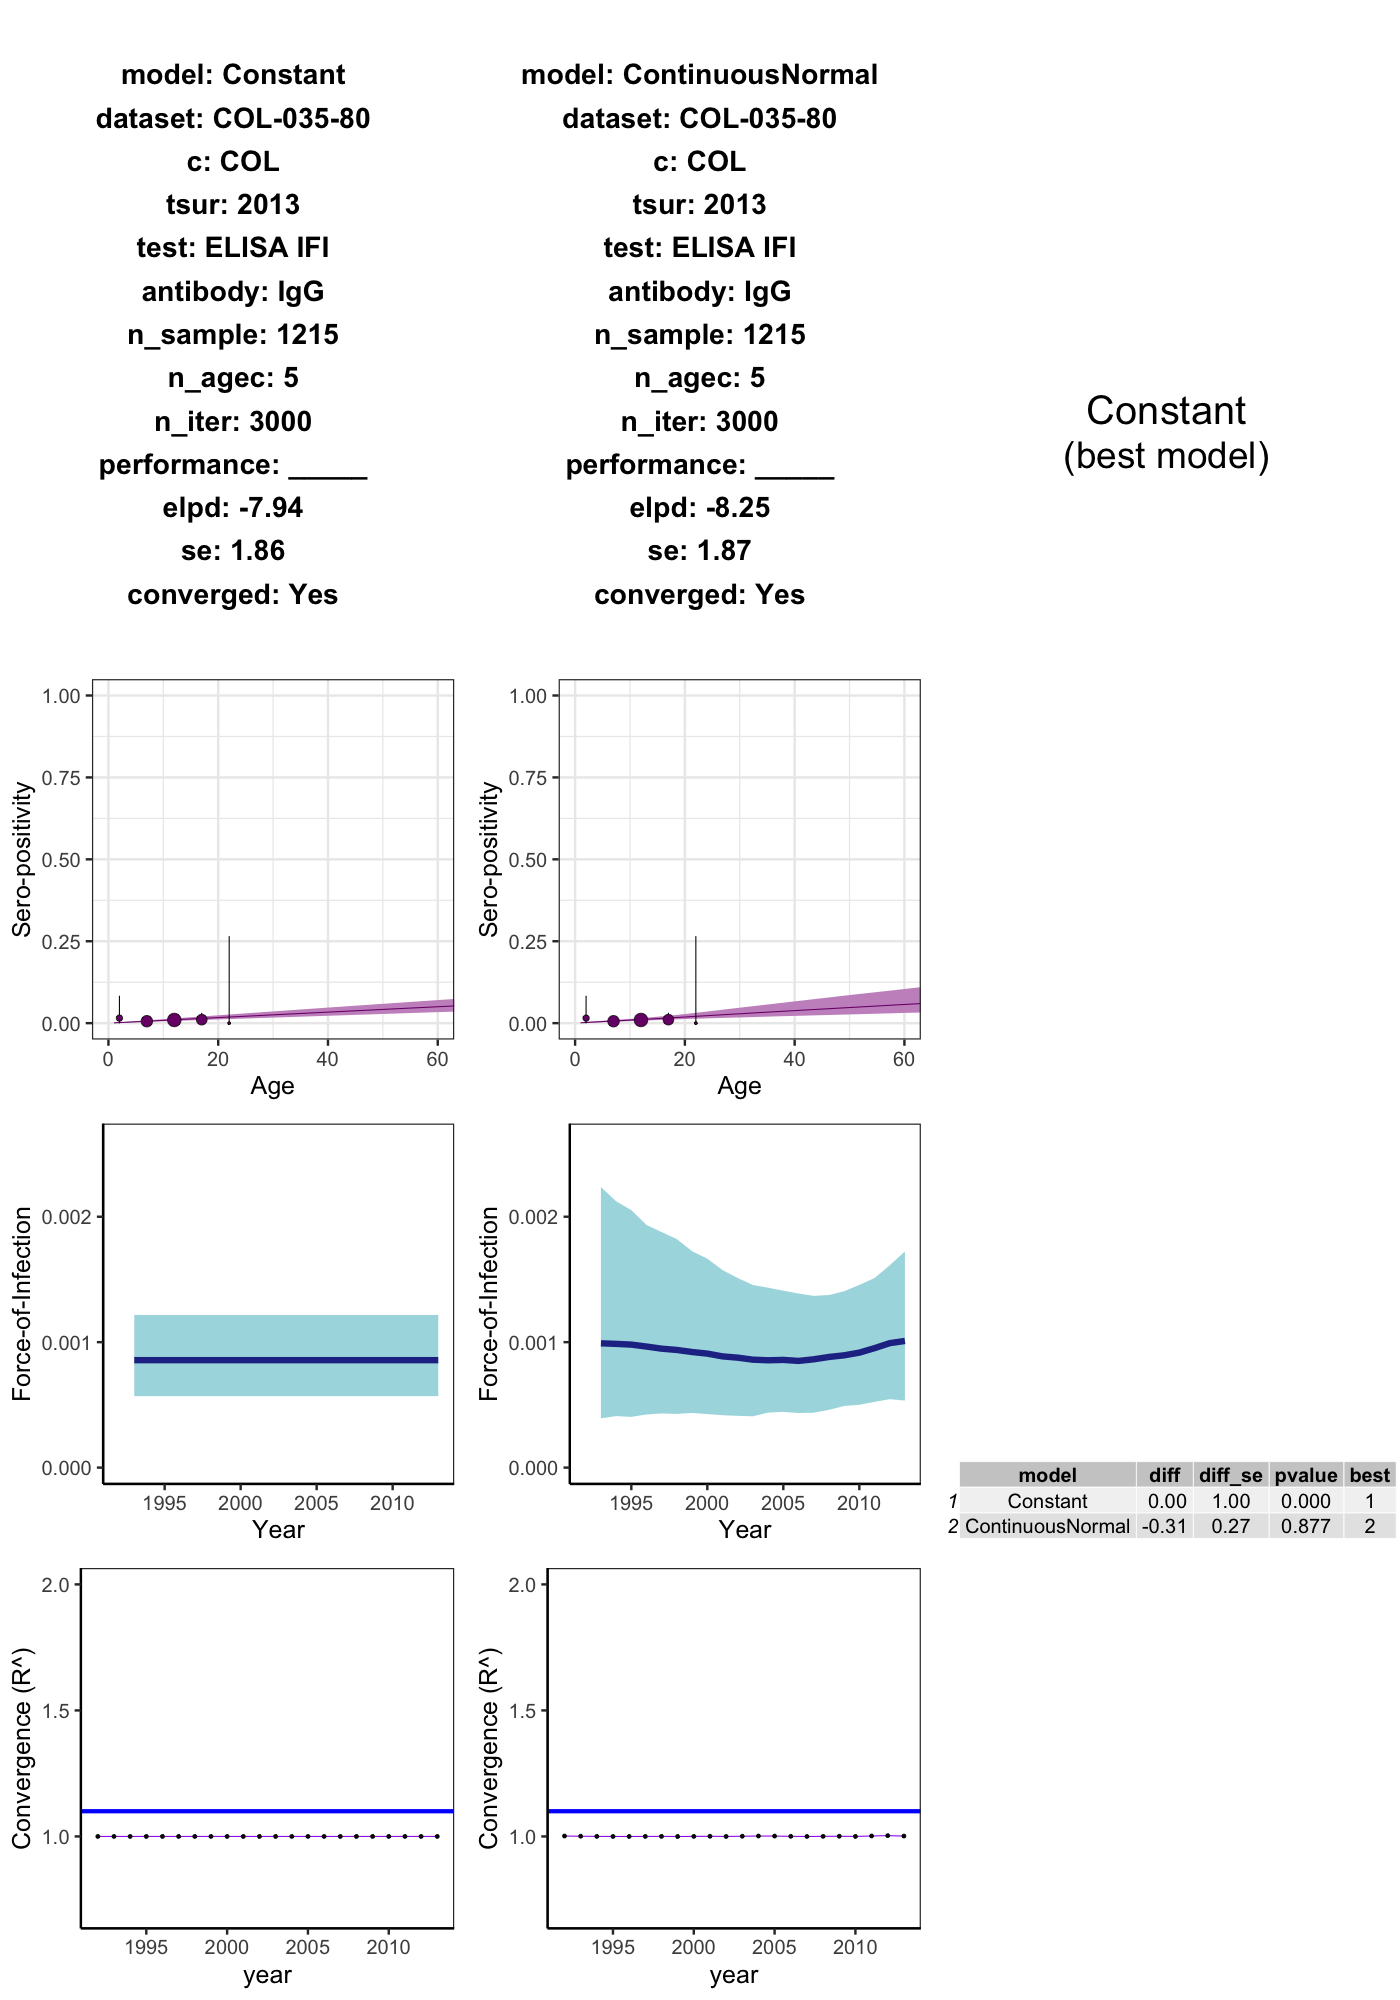 model: Constant
dataset: COL-035-80
c: COL
tsur: 2013
test: ELISA IFI
antibody: IgG
n_sample: 1215
n_agec: 5
n_iter: 3000
performance: _____
elpd: -7.94
se: 1.86
converged: Yes
model: ContinuousNormal
dataset: COL-035-80
c: COL
tsur: 2013
test: ELISA IFI
antibody: IgG
n_sample: 1215
n_agec: 5
n_iter: 3000
performance: _____
elpd: -8.25
se: 1.87
converged: Yes
Constant
(best model)
Sero-positivity
1.00
0.75
0.50
0.25
0.00
0 20 40 60
Age
Sero-positivity
1.00
0.75
0.50
0.25
0.00
0 20 40 60
Age
Force-of-Infection
0.002
0.001
0.000
1995 2000 2005 2010
Year
Force-of-Infection
0.002
0.001
0.000
1995 2000 2005 2010
Year
model diff diff_se pvalue best
1 Constant 0.00 1.00 0.000 1
2 ContinuousNormal -0.31 0.27 0.877 2
Convergence (R^)
2.0
1.5
1.0
1995 2000 2005 2010
year
Convergence (R^)
2.0
1.5
1.0
1995 2000 2005 2010
year